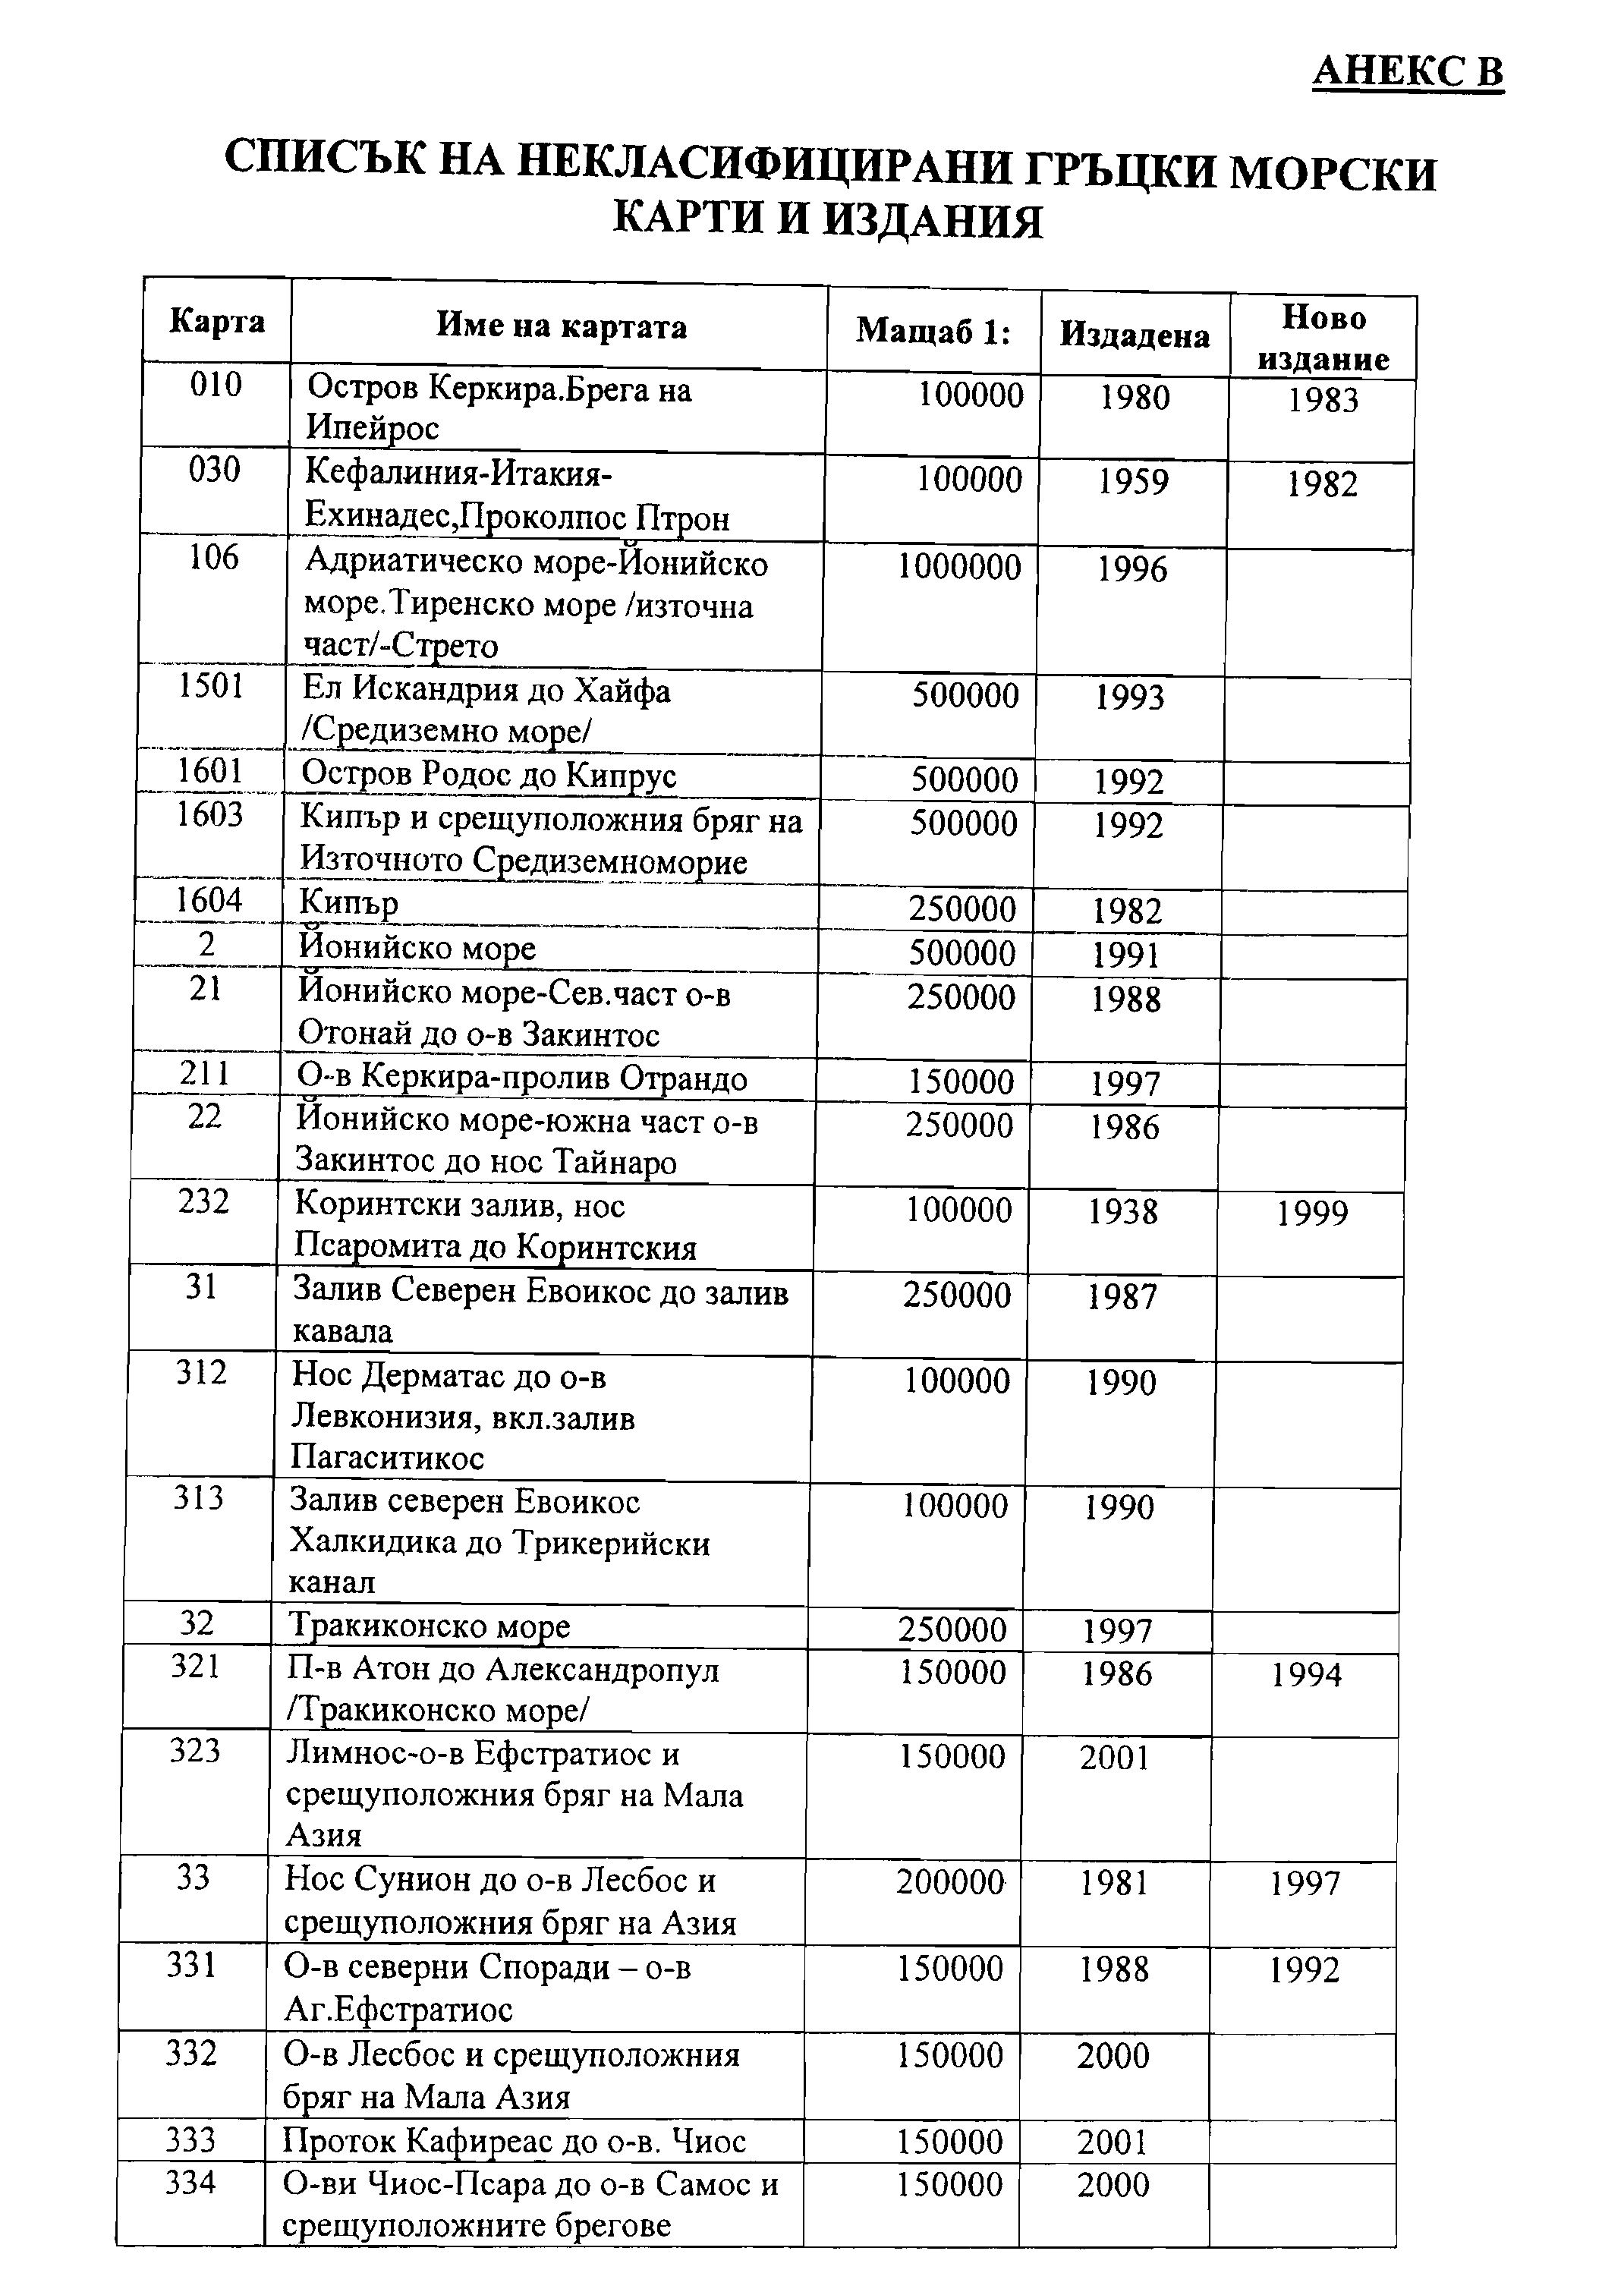 АНЕКС В
СПИСЪК НА НЕКЛАСИФИЦИРАНИ ГРЪЦКИ МОРСКИ
КАРТИ И ИЗДАНИЯ
Карта Име на картата Мащаб 1: Издадена Ново
издание
010 Остров Керкира.Брега на 100000 1980 1983
Ипейрос
030 Кефалиния-Итакия- 100000 1959 1982
Ехинадес,Проколпос Птрон
106 Адриатическо море-Йонийско 1000000 1996
море.Тиренско море /източна
част/-Стрето
1501 Ел Искандрия до Хайфа 500000 1993
/Средиземно море/
1601 Остров Родос до Кипрус 500000 1992
1603 Кипър и срещуположния бряг на 500000 1992
Източното Средиземноморие
1604 Кипър 250000 1982
2 Йонийско море 500000 1991
21 Йонийско море-Сев.част о-в 250000 1988
Отонай до о-в Закинтос
211 О-в Керкира-пролив Отрандо 150000 1997
22 Йонийско море-южна част о-в 250000 1986
Закинтос до нос Тайнаро
232 Коринтски залив, нос 100000 1938 1999
Псаромита до Коринтския
31 Залив Северен Евоикос до залив 250000 1987
кавала
312 Нос Дерматас до о-в 100000 1990
Левконизия, вкл.залив
Пагаситикос
313 Залив северен Евоикос 100000 1990
Халкидика до Трикерийски
канал
32 Тракиконско море 250000 1997
321 П-в Атон до Александропул 150000 1986 1994
/Тракиконско море/
323 Лимнос-о-в Ефстратиос и 150000 2001
срещуположния бряг на Мала
Азия
33 Нос Сунион до о-в Лесбос и 200000 1981 1997
срещуположния бряг на Азия
331 О-в северни Споради – о-в 150000 1988 1992
Аг.Ефстратиос
332 О-в Лесбос и срещуположния 150000 2000
бряг на Мала Азия
333 Проток Кафиреас до о-в. Чиос 150000 2001
334 О-ви Чиос-Псара до о-в Самос и 150000 2000
срещуположните брегове